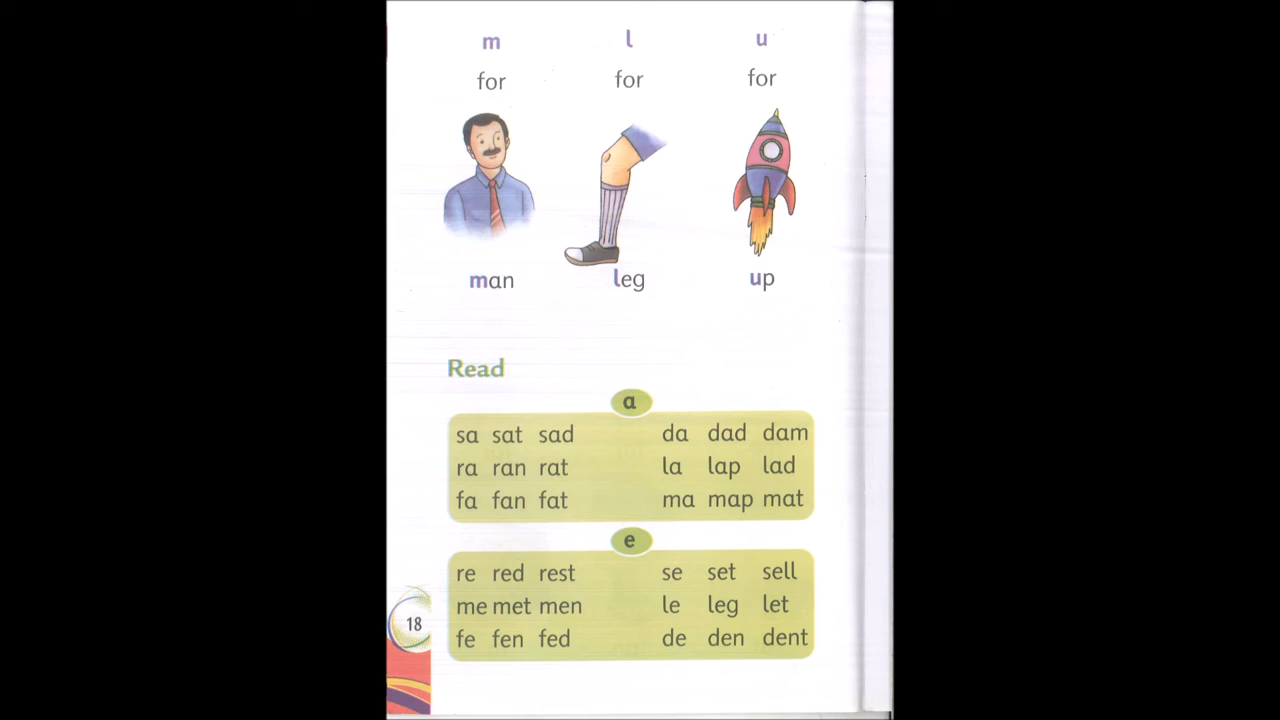 m l u
for for for
man leg up
Read
a
sa sat sad da dad dam
ra ran rat la lap lad
fa fan fat ma map mat
e
re red rest se set sell
me met men le leg let
fe fen fed de den dent
18